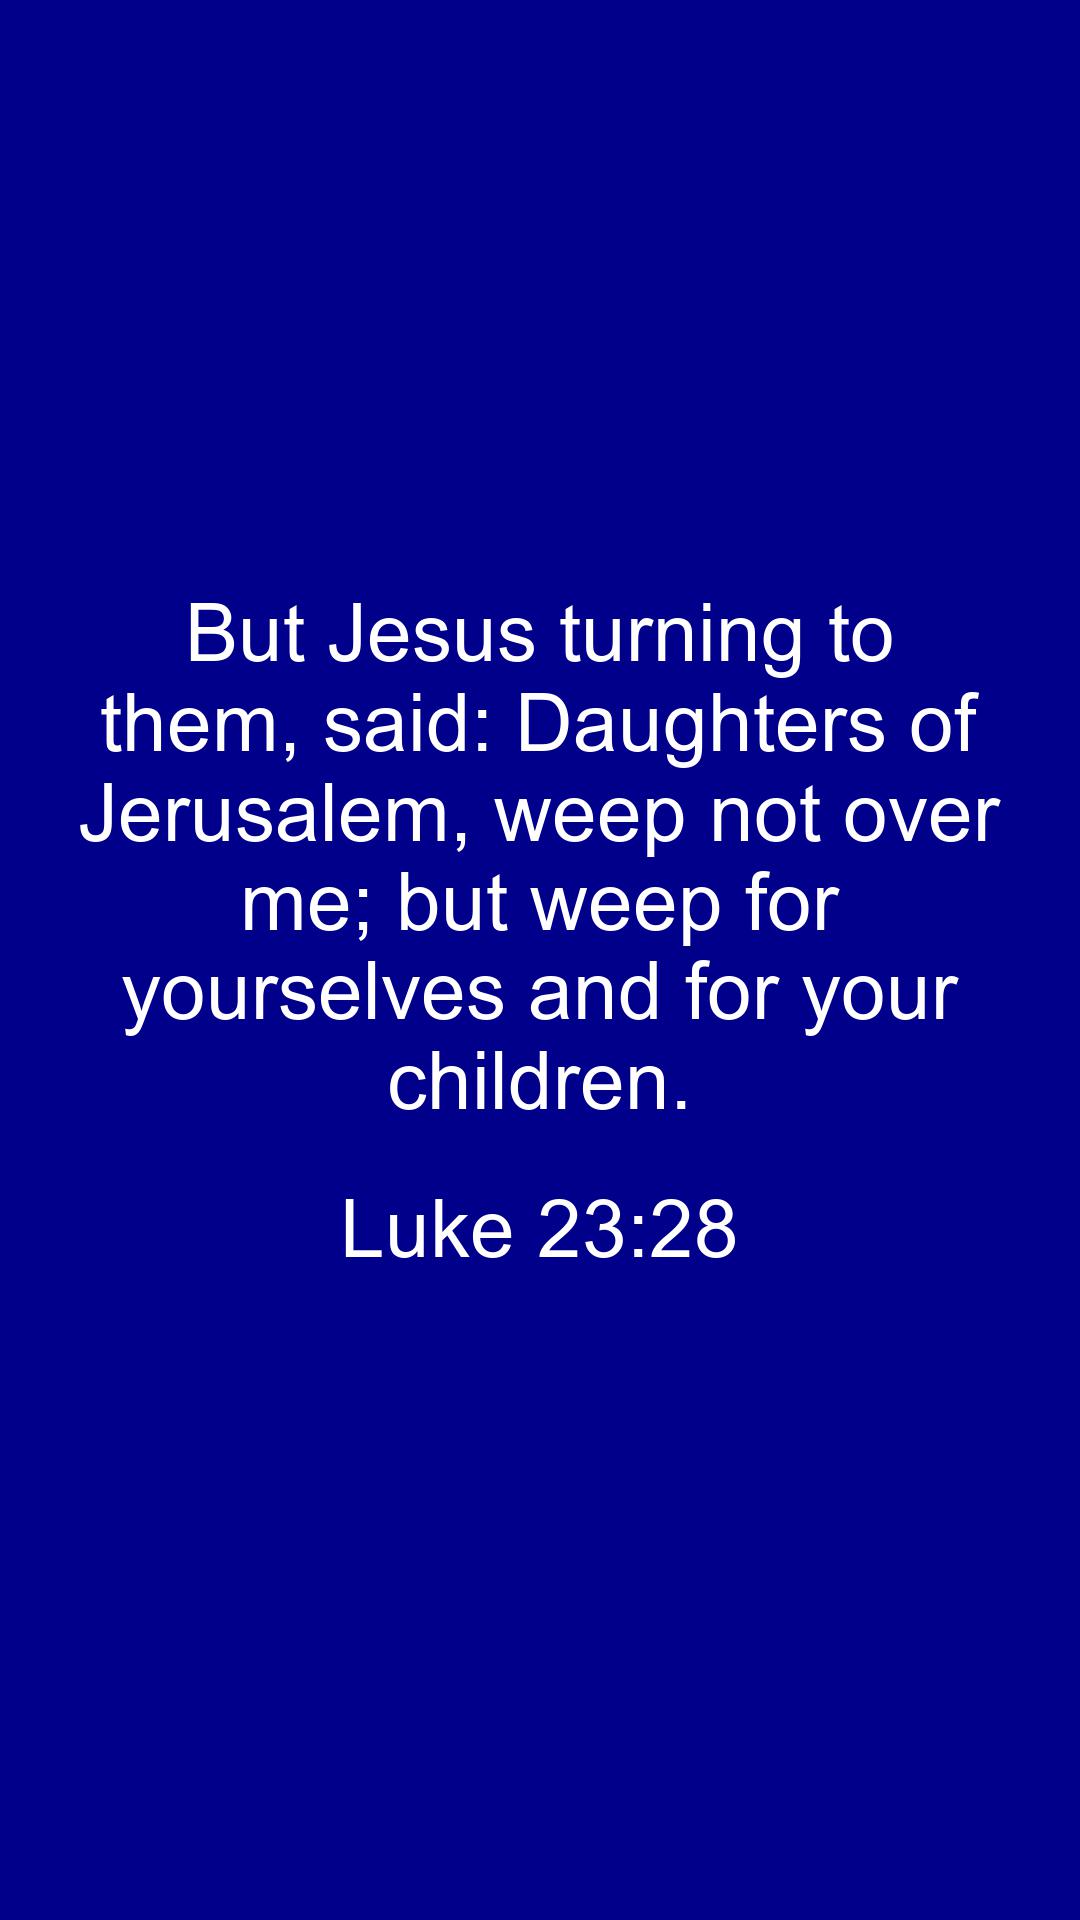 But Jesus turning to
them, said: Daughters of
Jerusalem, weep not over
me; but weep for
yourselves and for your
children.
Luke 23:28